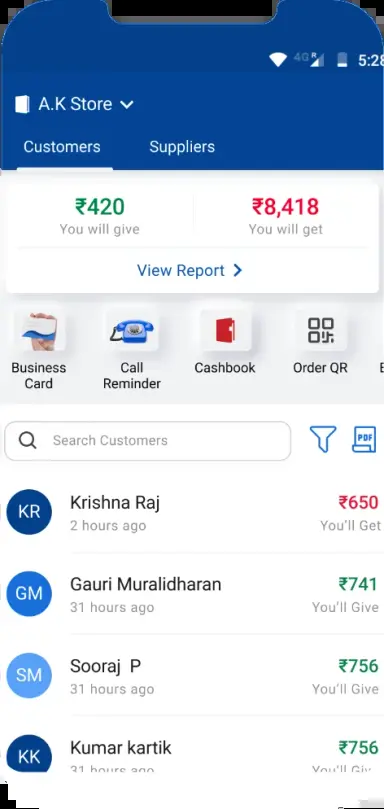 4G R 5:28
A.K Store
Customers Suppliers
₹420 ₹8,418
You will give You will get
View Report
Business Card
Call Reminder
Cashbook
Order QR
PDF
Search Customers
KR Krishna Raj ₹650
2 hours ago You'll Get
GM Gauri Muralidharan ₹741
31 hours ago You'll Give
SM Sooraj P ₹756
31 hours ago You'll Give
KK Kumar kartik ₹756
31 hours ago